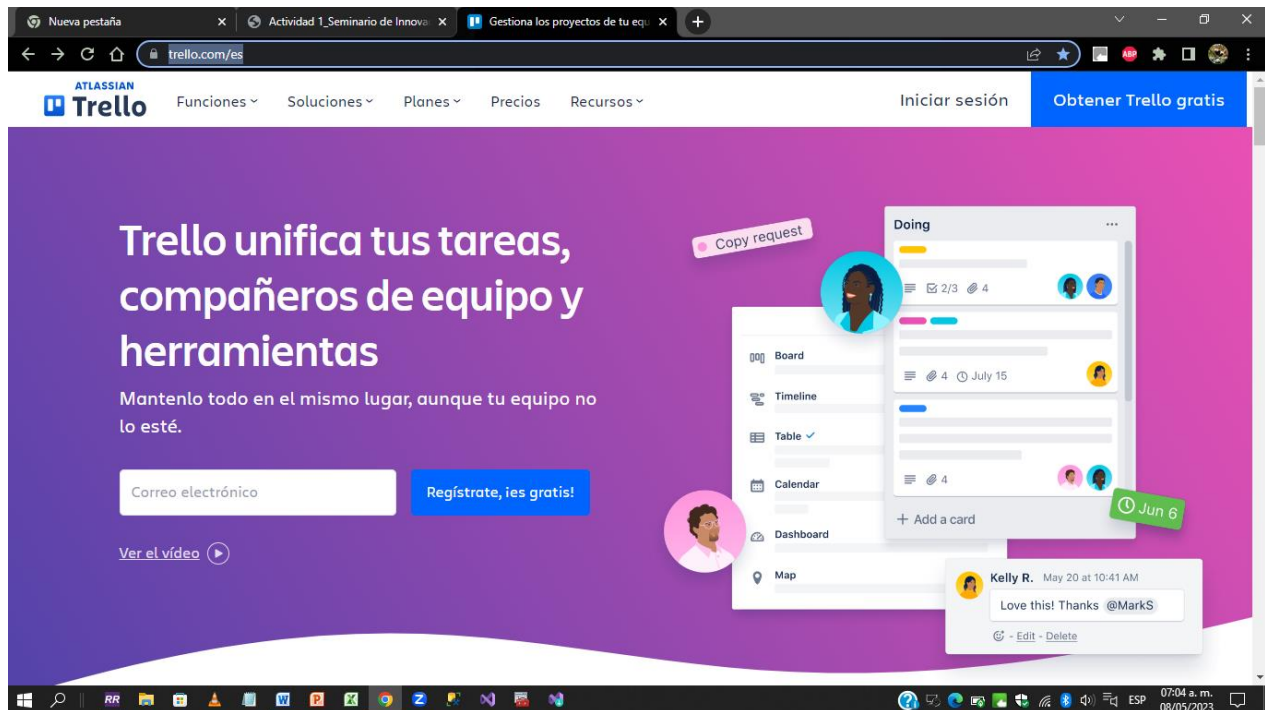 Nueva pestaña
Actividad 1_Seminario de Innova
Gestiona los proyectos de tu equ
trello.com/es
ABP
ATLASSIAN
Trello
Funciones
Soluciones
Planes
Precios
Recursos
Iniciar sesión
Obtener Trello gratis
Trello unifica tus tareas,
compañeros de equipo y
herramientas
Mantenlo todo en el mismo lugar, aunque tu equipo no
lo esté.
Correo electrónico
Regístrate, ¡es gratis!
Ver el vídeo
Copy request
Doing
2/3 4
4 July 15
4
+ Add a card
Jun 6
Board
Timeline
Table
Calendar
Dashboard
Map
Kelly R. May 20 at 10:41 AM
Love this! Thanks @MarkS
- Edit - Delete
RR
W
P
X
Z
ESP
07:04 a. m.
08/05/2023